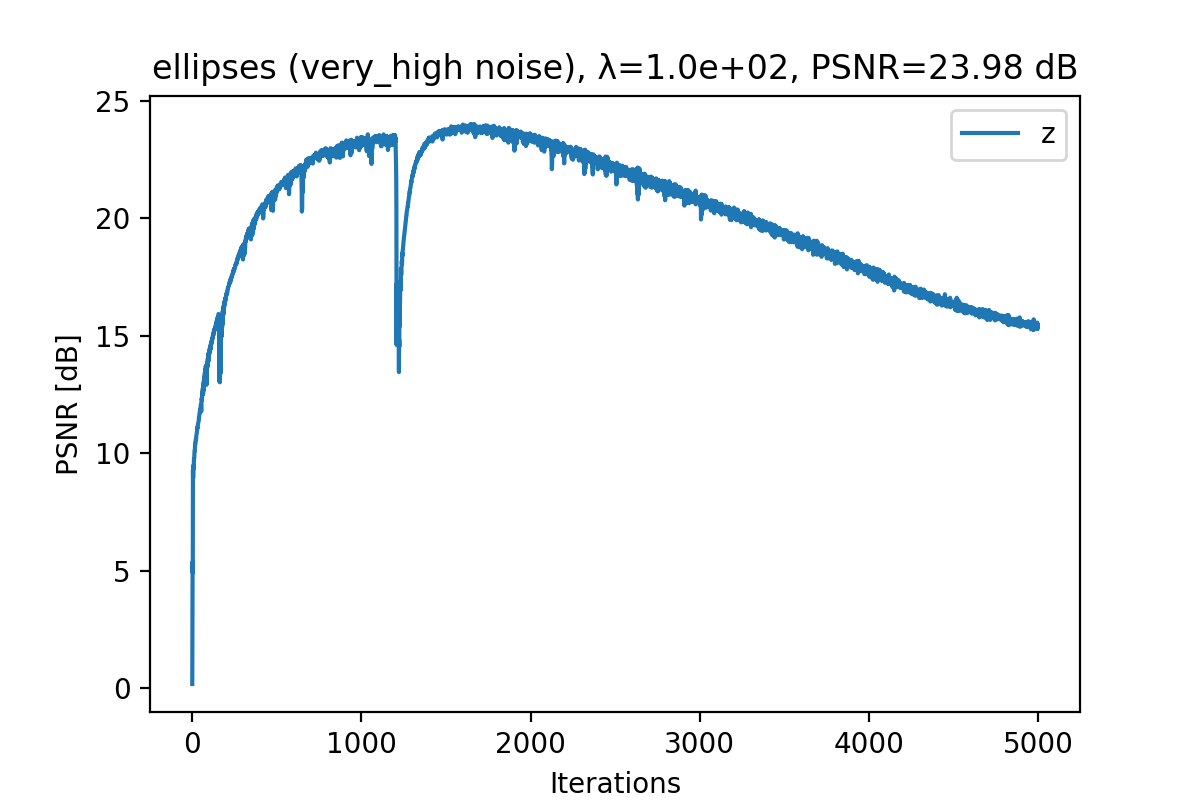 ellipses (very_high noise), λ=1.0e+02, PSNR=23.98 dB
z
PSNR [dB]
25
20
15
10
5
0
0 1000 2000 3000 4000 5000
Iterations